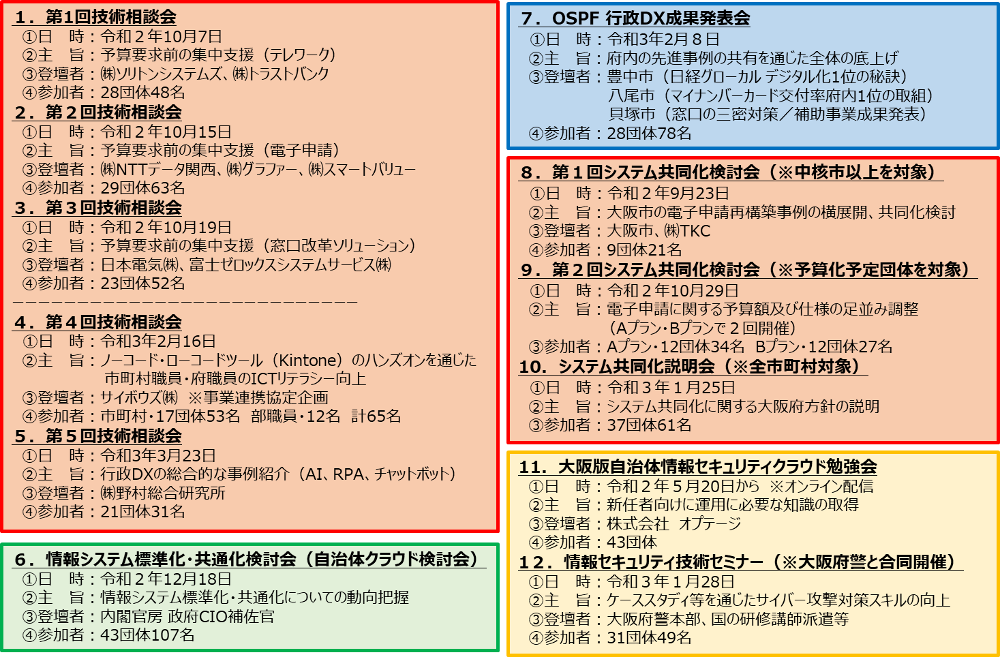 １．第1回技術相談会
①日　時：令和２年10月7日
②主　旨：予算要求前の集中支援（テレワーク）
③登壇者：㈱ソリトンシステムズ、㈱トラストバンク
④参加者：28団体48名
２．第２回技術相談会
①日　時：令和２年10月15日
②主　旨：予算要求前の集中支援（電子申請）
③登壇者：㈱NTTデータ関西、㈱グラファー、㈱スマートバリュー
④参加者：29団体63名
３．第３回技術相談会
①日　時：令和２年10月19日
②主　旨：予算要求前の集中支援（窓口改革ソリューション）
③登壇者：日本電気㈱、富士ゼロックスシステムサービス㈱
④参加者：23団体52名
－－－－－－－－－－－－－－－－－－－－－－－－－－－
４．第４回技術相談会
①日　時：令和3年2月16日
②主　旨：ノーコード・ローコードツール（Kintone）のハンズオンを通じた
市町村職員・府職員のICTリテラシー向上
③登壇者：サイボウズ㈱　※事業連携協定企画
④参加者：市町村・17団体53名　部職員・12名　計65名
５．第５回技術相談会
①日　時：令和3年3月23日
②主　旨：行政DXの総合的な事例紹介（AI、RPA、チャットボット）
③登壇者：㈱野村総合研究所
④参加者：21団体31名
６．情報システム標準化・共通化検討会（自治体クラウド検討会）
①日　時：令和２年12月18日
②主　旨：情報システム標準化・共通化についての動向把握
③登壇者：内閣官房 政府CIO補佐官
④参加者：43団体107名
７．OSPF 行政DX成果発表会
①日　時：令和3年2月８日
②主　旨：府内の先進事例の共有を通じた全体の底上げ
③登壇者：豊中市（日経グローカル デジタル化1位の秘訣）
八尾市（マイナンバーカード交付率府内1位の取組）
貝塚市（窓口の三密対策／補助事業成果発表）
④参加者：28団体78名
８．第１回システム共同化検討会（※中核市以上を対象）
①日　時：令和２年9月23日
②主　旨：大阪市の電子申請再構築事例の横展開、共同化検討
③登壇者：大阪市、㈱TKC
④参加者：9団体21名
９．第２回システム共同化検討会（※予算化予定団体を対象）
①日　時：令和２年10月29日
②主　旨：電子申請に関する予算額及び仕様の足並み調整
（Aプラン・Bプランで２回開催）
③参加者：Aプラン・12団体34名　Bプラン・12団体27名
10．システム共同化説明会（※全市町村対象）
①日　時：令和３年１月25日
②主　旨：システム共同化に関する大阪府方針の説明
③参加者：37団体61名
11．大阪版自治体情報セキュリティクラウド勉強会
①日　時：令和２年５月20日から　※オンライン配信
②主　旨：新任者向けに運用に必要な知識の取得
③登壇者：株式会社　オプテージ
④参加者：43団体
１２．情報セキュリティ技術セミナー（※大阪府警と合同開催）
①日　時：令和３年１月28日
②主　旨：ケーススタディ等を通じたサイバー攻撃対策スキルの向上
③登壇者：大阪府警本部、国の研修講師派遣等
④参加者：31団体49名